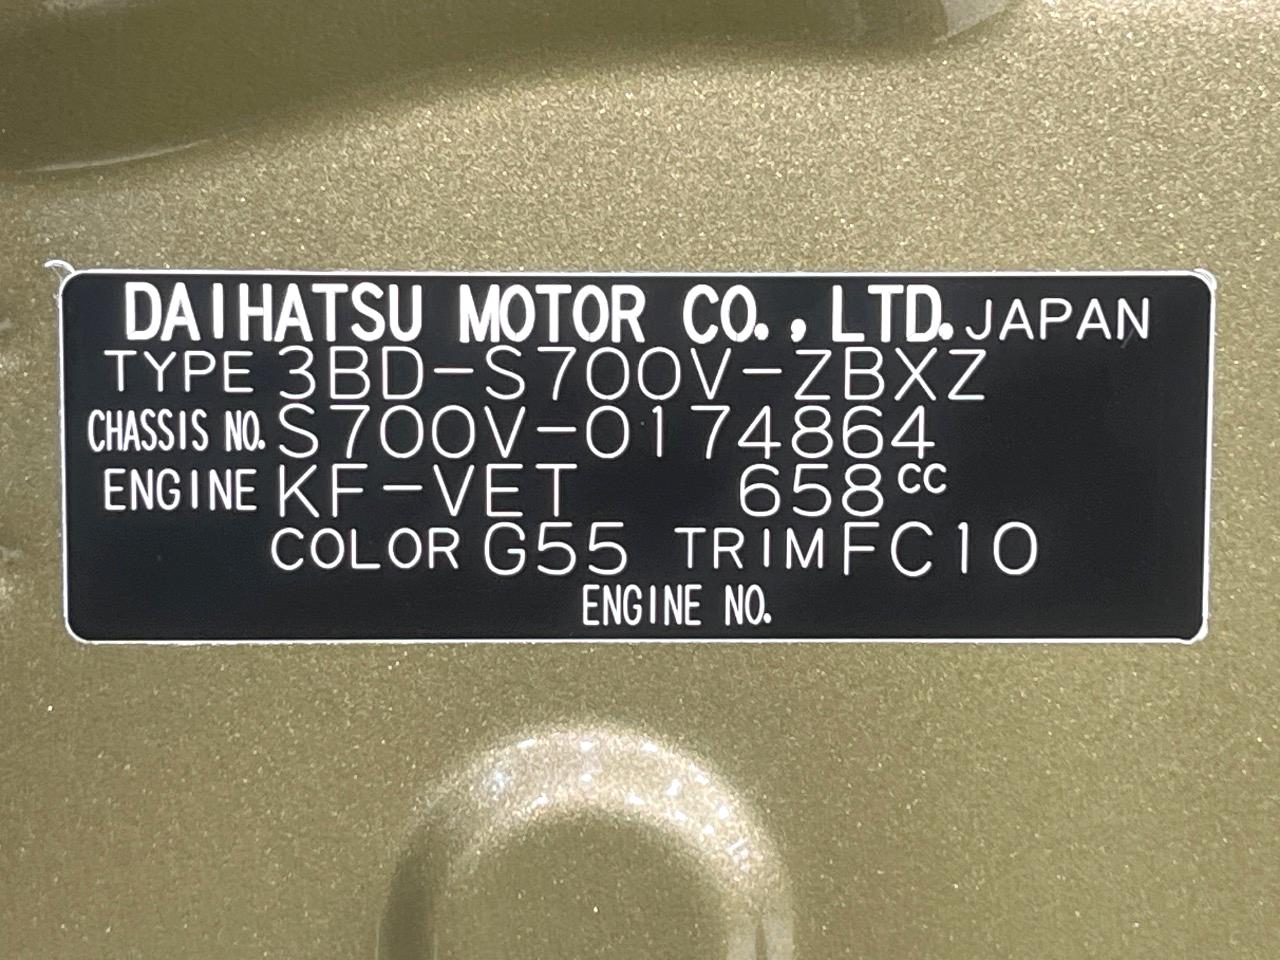 DAIHATSU MOTOR CO., LTD. JAPAN
TYPE 3BD-S700V-ZBXZ
CHASSIS NO. S700V-0174864
ENGINE KF-VET 658cc
COLOR G55 TRIM FC10
ENGINE NO.